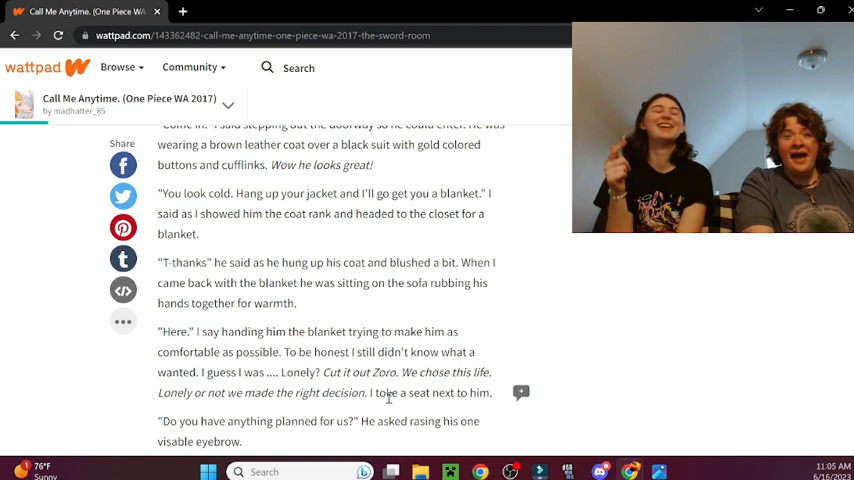 Call Me Anytime. (One Piece WA
wattpad.com/143362482-call-me-anytime-one-piece-wa-2017-the-sword-room
wattpad
Browse
Community
Search
Call Me Anytime. (One Piece WA 2017)
by madhatter_85
Share
"Come in." I said stepping out the doorway so he could enter. He was
wearing a brown leather coat over a black suit with gold colored
buttons and cufflinks. Wow he looks great!
"You look cold. Hang up your jacket and I'll go get you a blanket." I
said as I showed him the coat rank and headed to the closet for a
blanket.
"T-thanks" he said as he hung up his coat and blushed a bit. When I
came back with the blanket he was sitting on the sofa rubbing his
hands together for warmth.
"Here." I say handing him the blanket trying to make him as
comfortable as possible. To be honest I still didn't know what a
wanted. I guess I was .... Lonely? Cut it out Zoro. We chose this life.
Lonely or not we made the right decision. I take a seat next to him.
"Do you have anything planned for us?" He asked rasing his one
visable eyebrow.
76°F
Sunny
Search
11:05 AM
6/16/2023